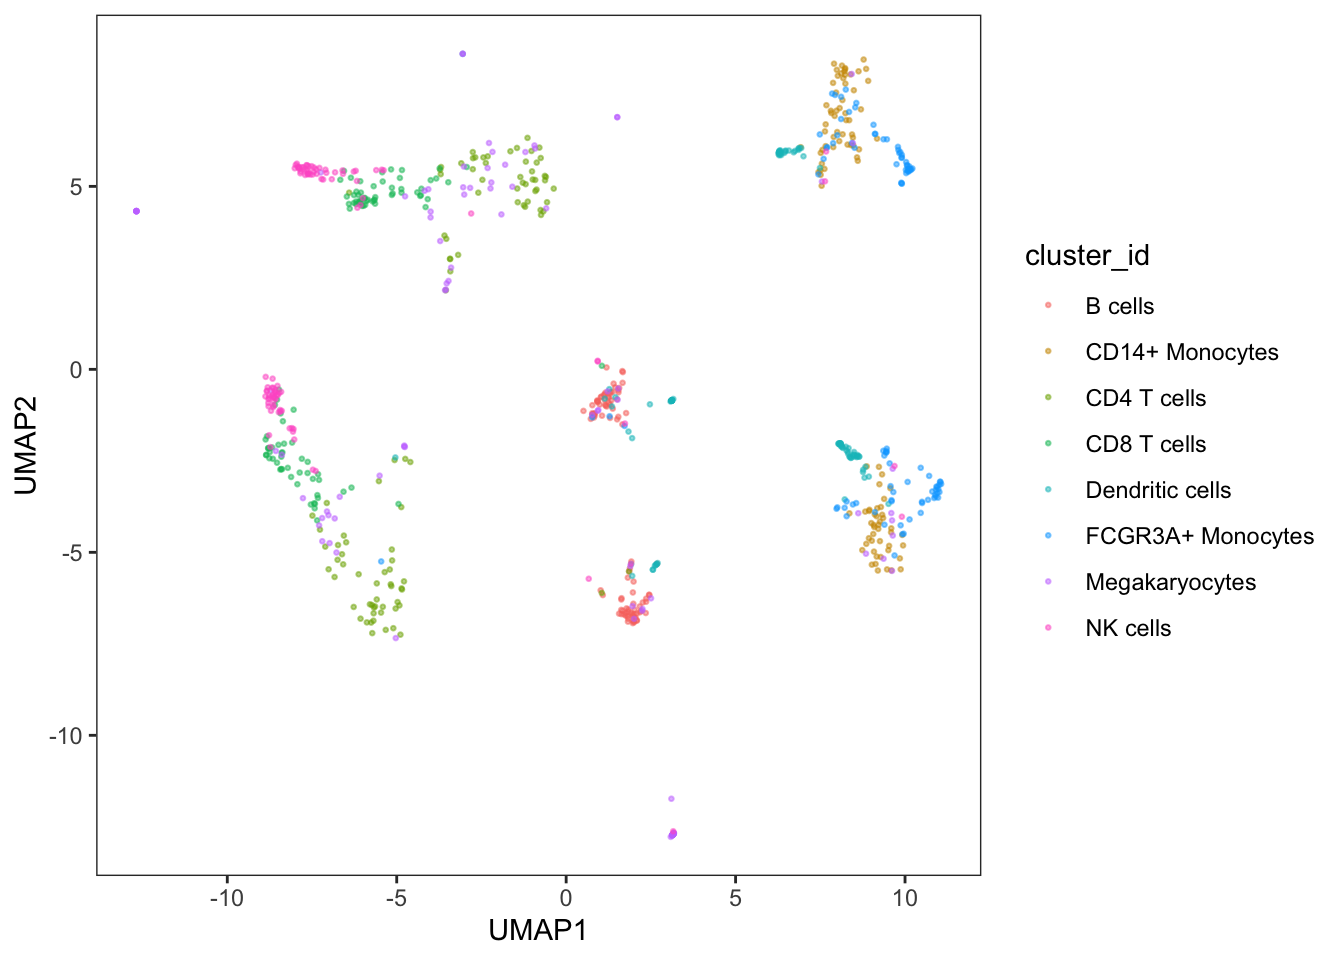 5
0
-5
-10
UMAP2
-10
-5
0
5
10
UMAP1
cluster_id
B cells
CD14+ Monocytes
CD4 T cells
CD8 T cells
Dendritic cells
FCGR3A+ Monocytes
Megakaryocytes
NK cells